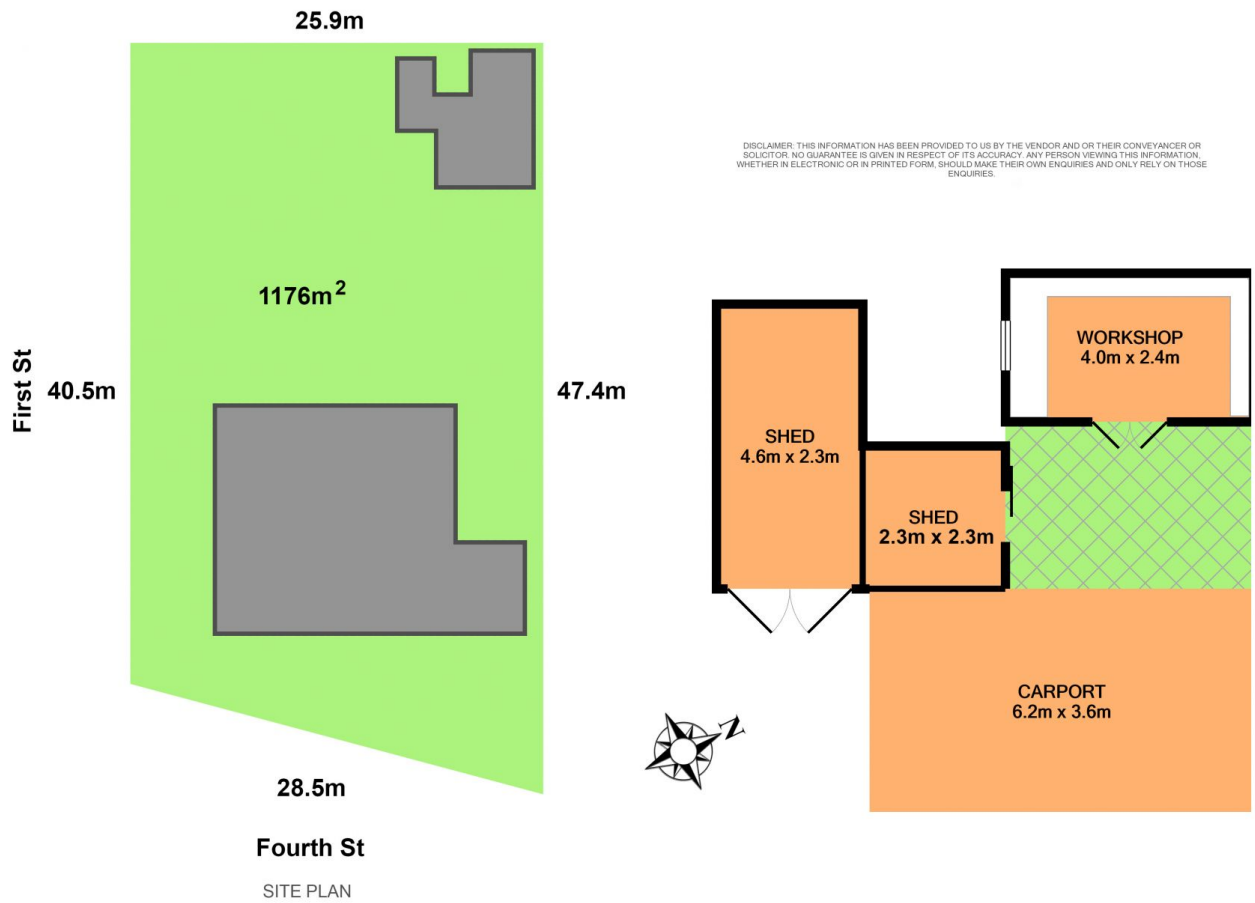 25.9m
1176m²
First St
40.5m
47.4m
28.5m
Fourth St
SITE PLAN
DISCLAIMER: THIS INFORMATION HAS BEEN PROVIDED TO US BY THE VENDOR AND OR THEIR CONVEYANCER OR
SOLICITOR. NO GUARANTEE IS GIVEN IN RESPECT OF ITS ACCURACY. ANY PERSON VIEWING THIS INFORMATION,
WHETHER IN ELECTRONIC OR IN PRINTED FORM, SHOULD MAKE THEIR OWN ENQUIRIES AND ONLY RELY ON THOSE
ENQUIRIES.
WORKSHOP
4.0m x 2.4m
SHED
4.6m x 2.3m
SHED
2.3m x 2.3m
CARPORT
6.2m x 3.6m
N